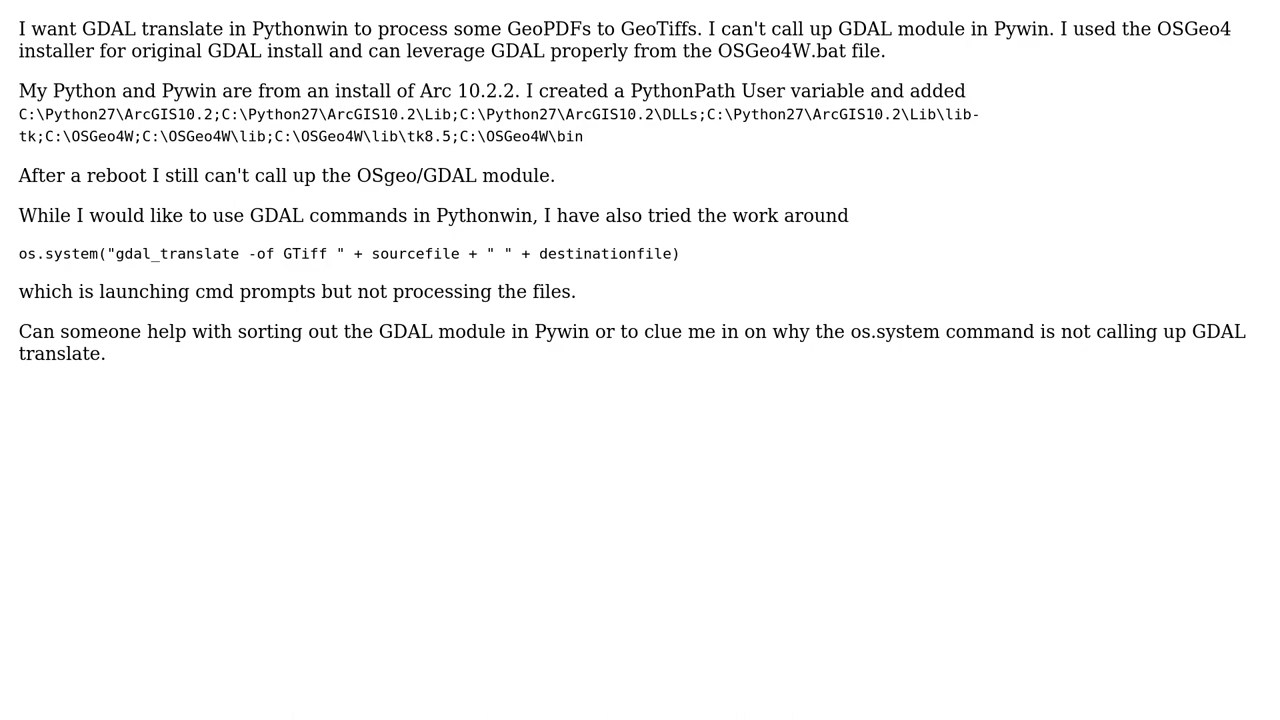 I want GDAL translate in Pythonwin to process some GeoPDFs to GeoTiffs. I can't call up GDAL module in Pywin. I used the OSGeo4
installer for original GDAL install and can leverage GDAL properly from the OSGeo4W.bat file.
My Python and Pywin are from an install of Arc 10.2.2. I created a PythonPath User variable and added
C:\Python27\ArcGIS10.2;C:\Python27\ArcGIS10.2\Lib;C:\Python27\ArcGIS10.2\DLLs;C:\Python27\ArcGIS10.2\Lib\lib-
tk;C:\OSGeo4W;C:\OSGeo4W\lib;C:\OSGeo4W\lib\tk8.5;C:\OSGeo4W\bin
After a reboot I still can't call up the OSgeo/GDAL module.
While I would like to use GDAL commands in Pythonwin, I have also tried the work around
os.system("gdal_translate -of GTiff " + sourcefile + " " + destinationfile)
which is launching cmd prompts but not processing the files.
Can someone help with sorting out the GDAL module in Pywin or to clue me in on why the os.system command is not calling up GDAL
translate.